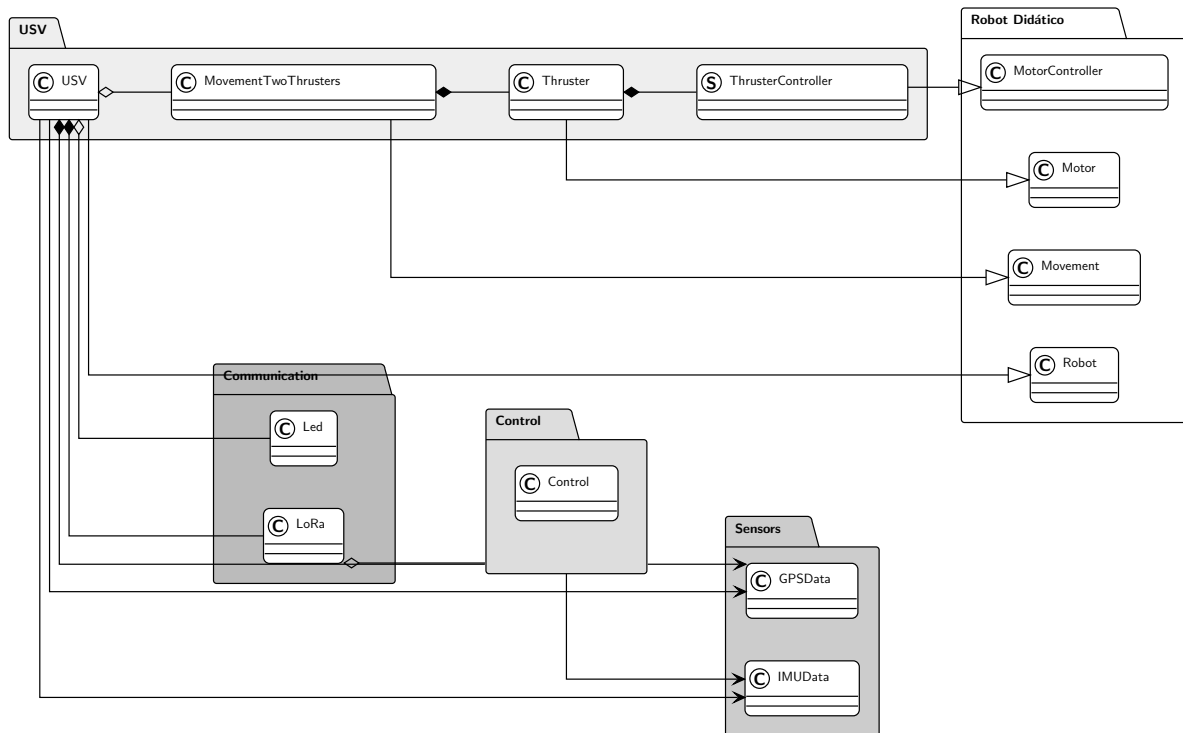 USV
Robot Didático
C USV
C MovementTwoThrusters
C Thruster
S ThrusterController
C MotorController
C Motor
C Movement
C Robot
Communication
C Led
C LoRa
Control
C Control
Sensors
C GPSData
C IMUData